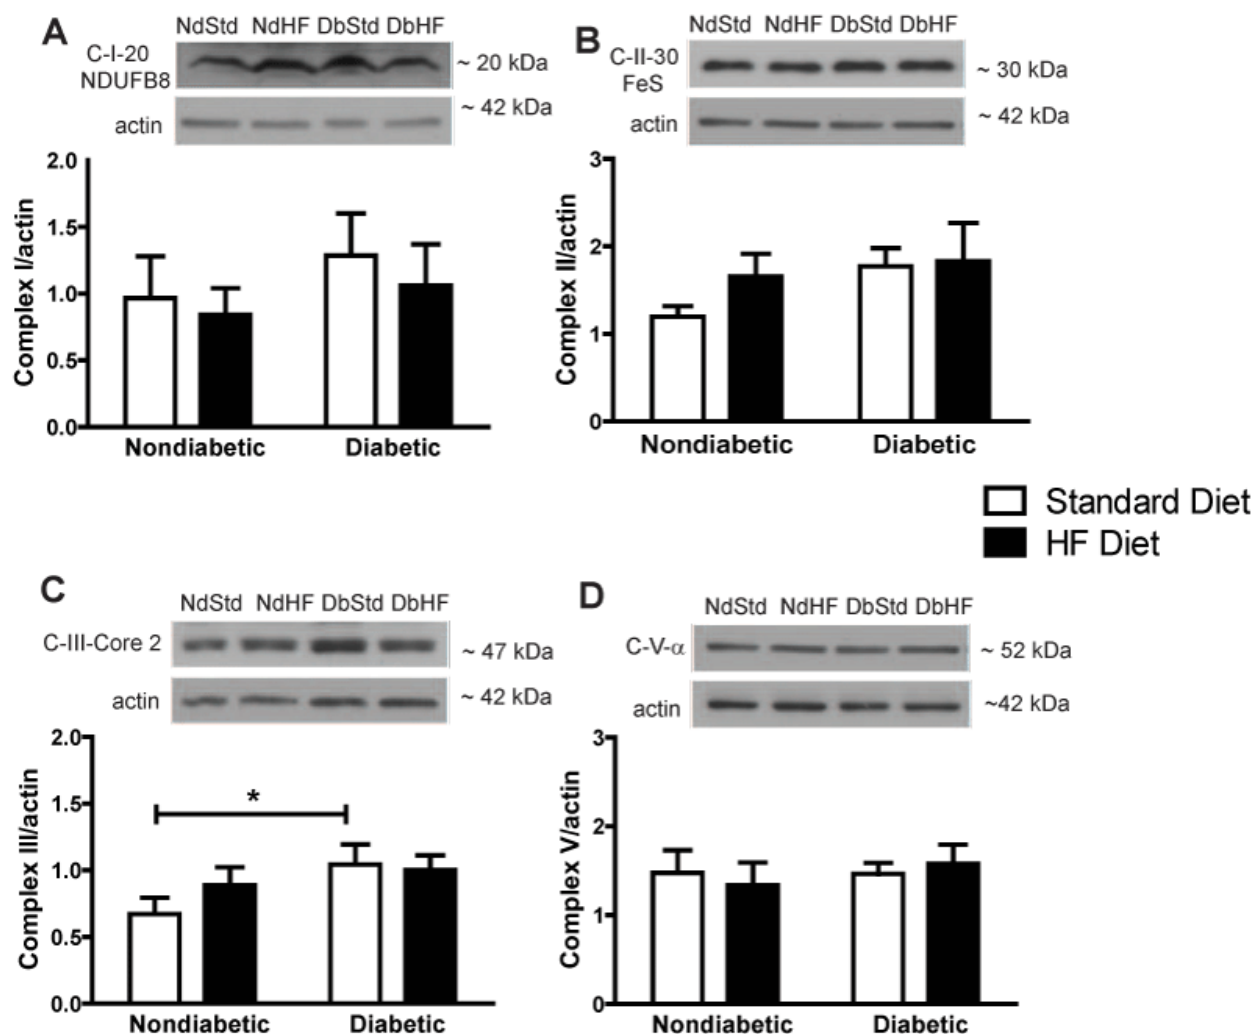 A
NdStd NdHF DbStd DbHF
C-I-20
NDUFB8
~ 20 kDa
actin
~ 42 kDa
2.0
1.5
1.0
0.5
0.0
Complex I/actin
Nondiabetic Diabetic
B
NdStd NdHF DbStd DbHF
C-II-30
FeS
~ 30 kDa
actin
~ 42 kDa
3
2
1
0
Complex II/actin
Nondiabetic Diabetic
Standard Diet
HF Diet
C
NdStd NdHF DbStd DbHF
C-III-Core 2
~ 47 kDa
actin
~ 42 kDa
2.0
1.5
1.0
0.5
0.0
Complex III/actin
*
Nondiabetic Diabetic
D
NdStd NdHF DbStd DbHF
C-V-α
~ 52 kDa
actin
~42 kDa
3
2
1
0
Complex V/actin
Nondiabetic Diabetic